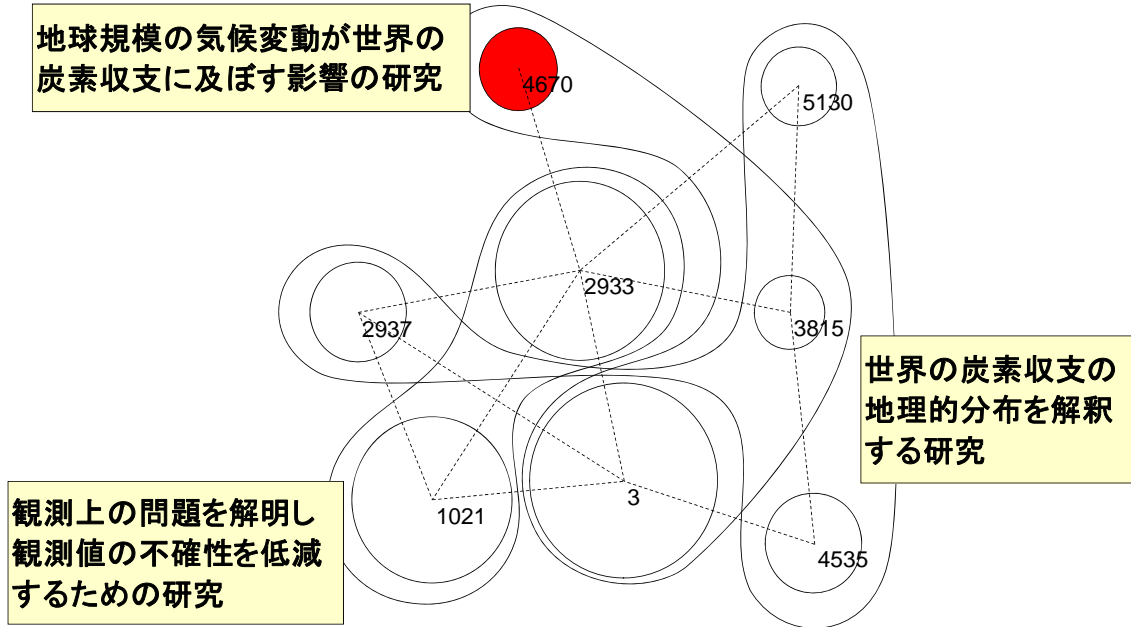 地球規模の気候変動が世界の
炭素収支に及ぼす影響の研究
4670
5130
2933
2937
3815
世界の炭素収支の
地理的分布を解釈
する研究
観測上の問題を解明し
観測値の不確性を低減
するための研究
1021
3
4535